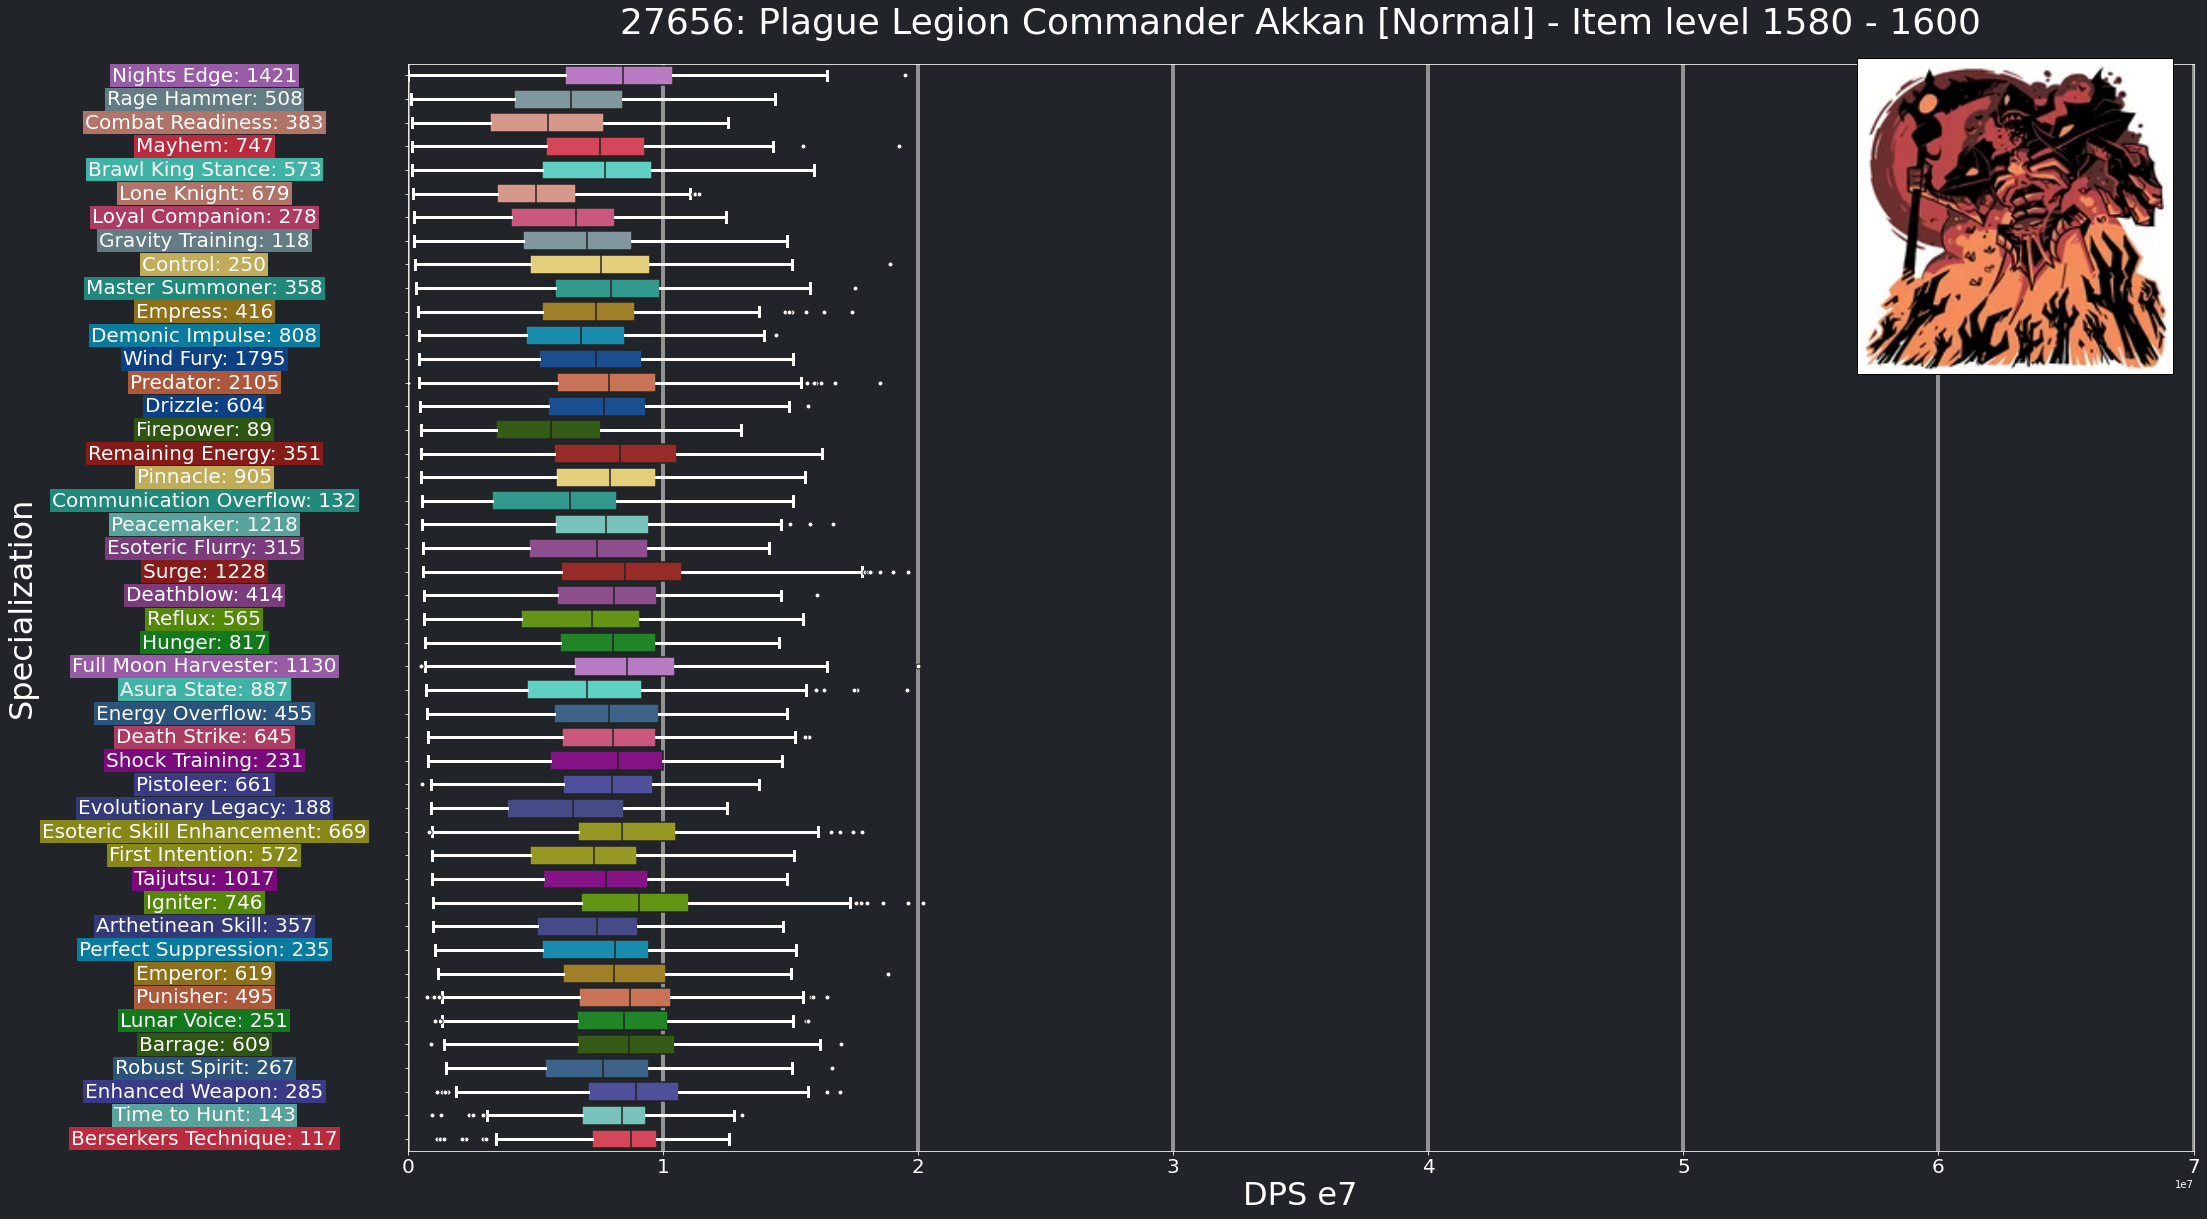 27656: Plague Legion Commander Akkan [Normal] - Item level 1580 - 1600
Nights Edge: 1421
Rage Hammer: 508
Combat Readiness: 383
Mayhem: 747
Brawl King Stance: 573
Lone Knight: 679
Loyal Companion: 278
Gravity Training: 118
Control: 250
Master Summoner: 358
Empress: 416
Demonic Impulse: 808
Wind Fury: 1795
Predator: 2105
Drizzle: 604
Firepower: 89
Remaining Energy: 351
Pinnacle: 905
Communication Overflow: 132
Peacemaker: 1218
Esoteric Flurry: 315
Surge: 1228
Deathblow: 414
Reflux: 565
Hunger: 817
Full Moon Harvester: 1130
Asura State: 887
Energy Overflow: 455
Death Strike: 645
Shock Training: 231
Pistoleer: 661
Evolutionary Legacy: 188
Esoteric Skill Enhancement: 669
First Intention: 572
Taijutsu: 1017
Igniter: 746
Arthetinean Skill: 357
Perfect Suppression: 235
Emperor: 619
Punisher: 495
Lunar Voice: 251
Barrage: 609
Robust Spirit: 267
Enhanced Weapon: 285
Time to Hunt: 143
Berserkers Technique: 117
Specialization
0 1 2 3 4 5 6 7
DPS e7
1e7